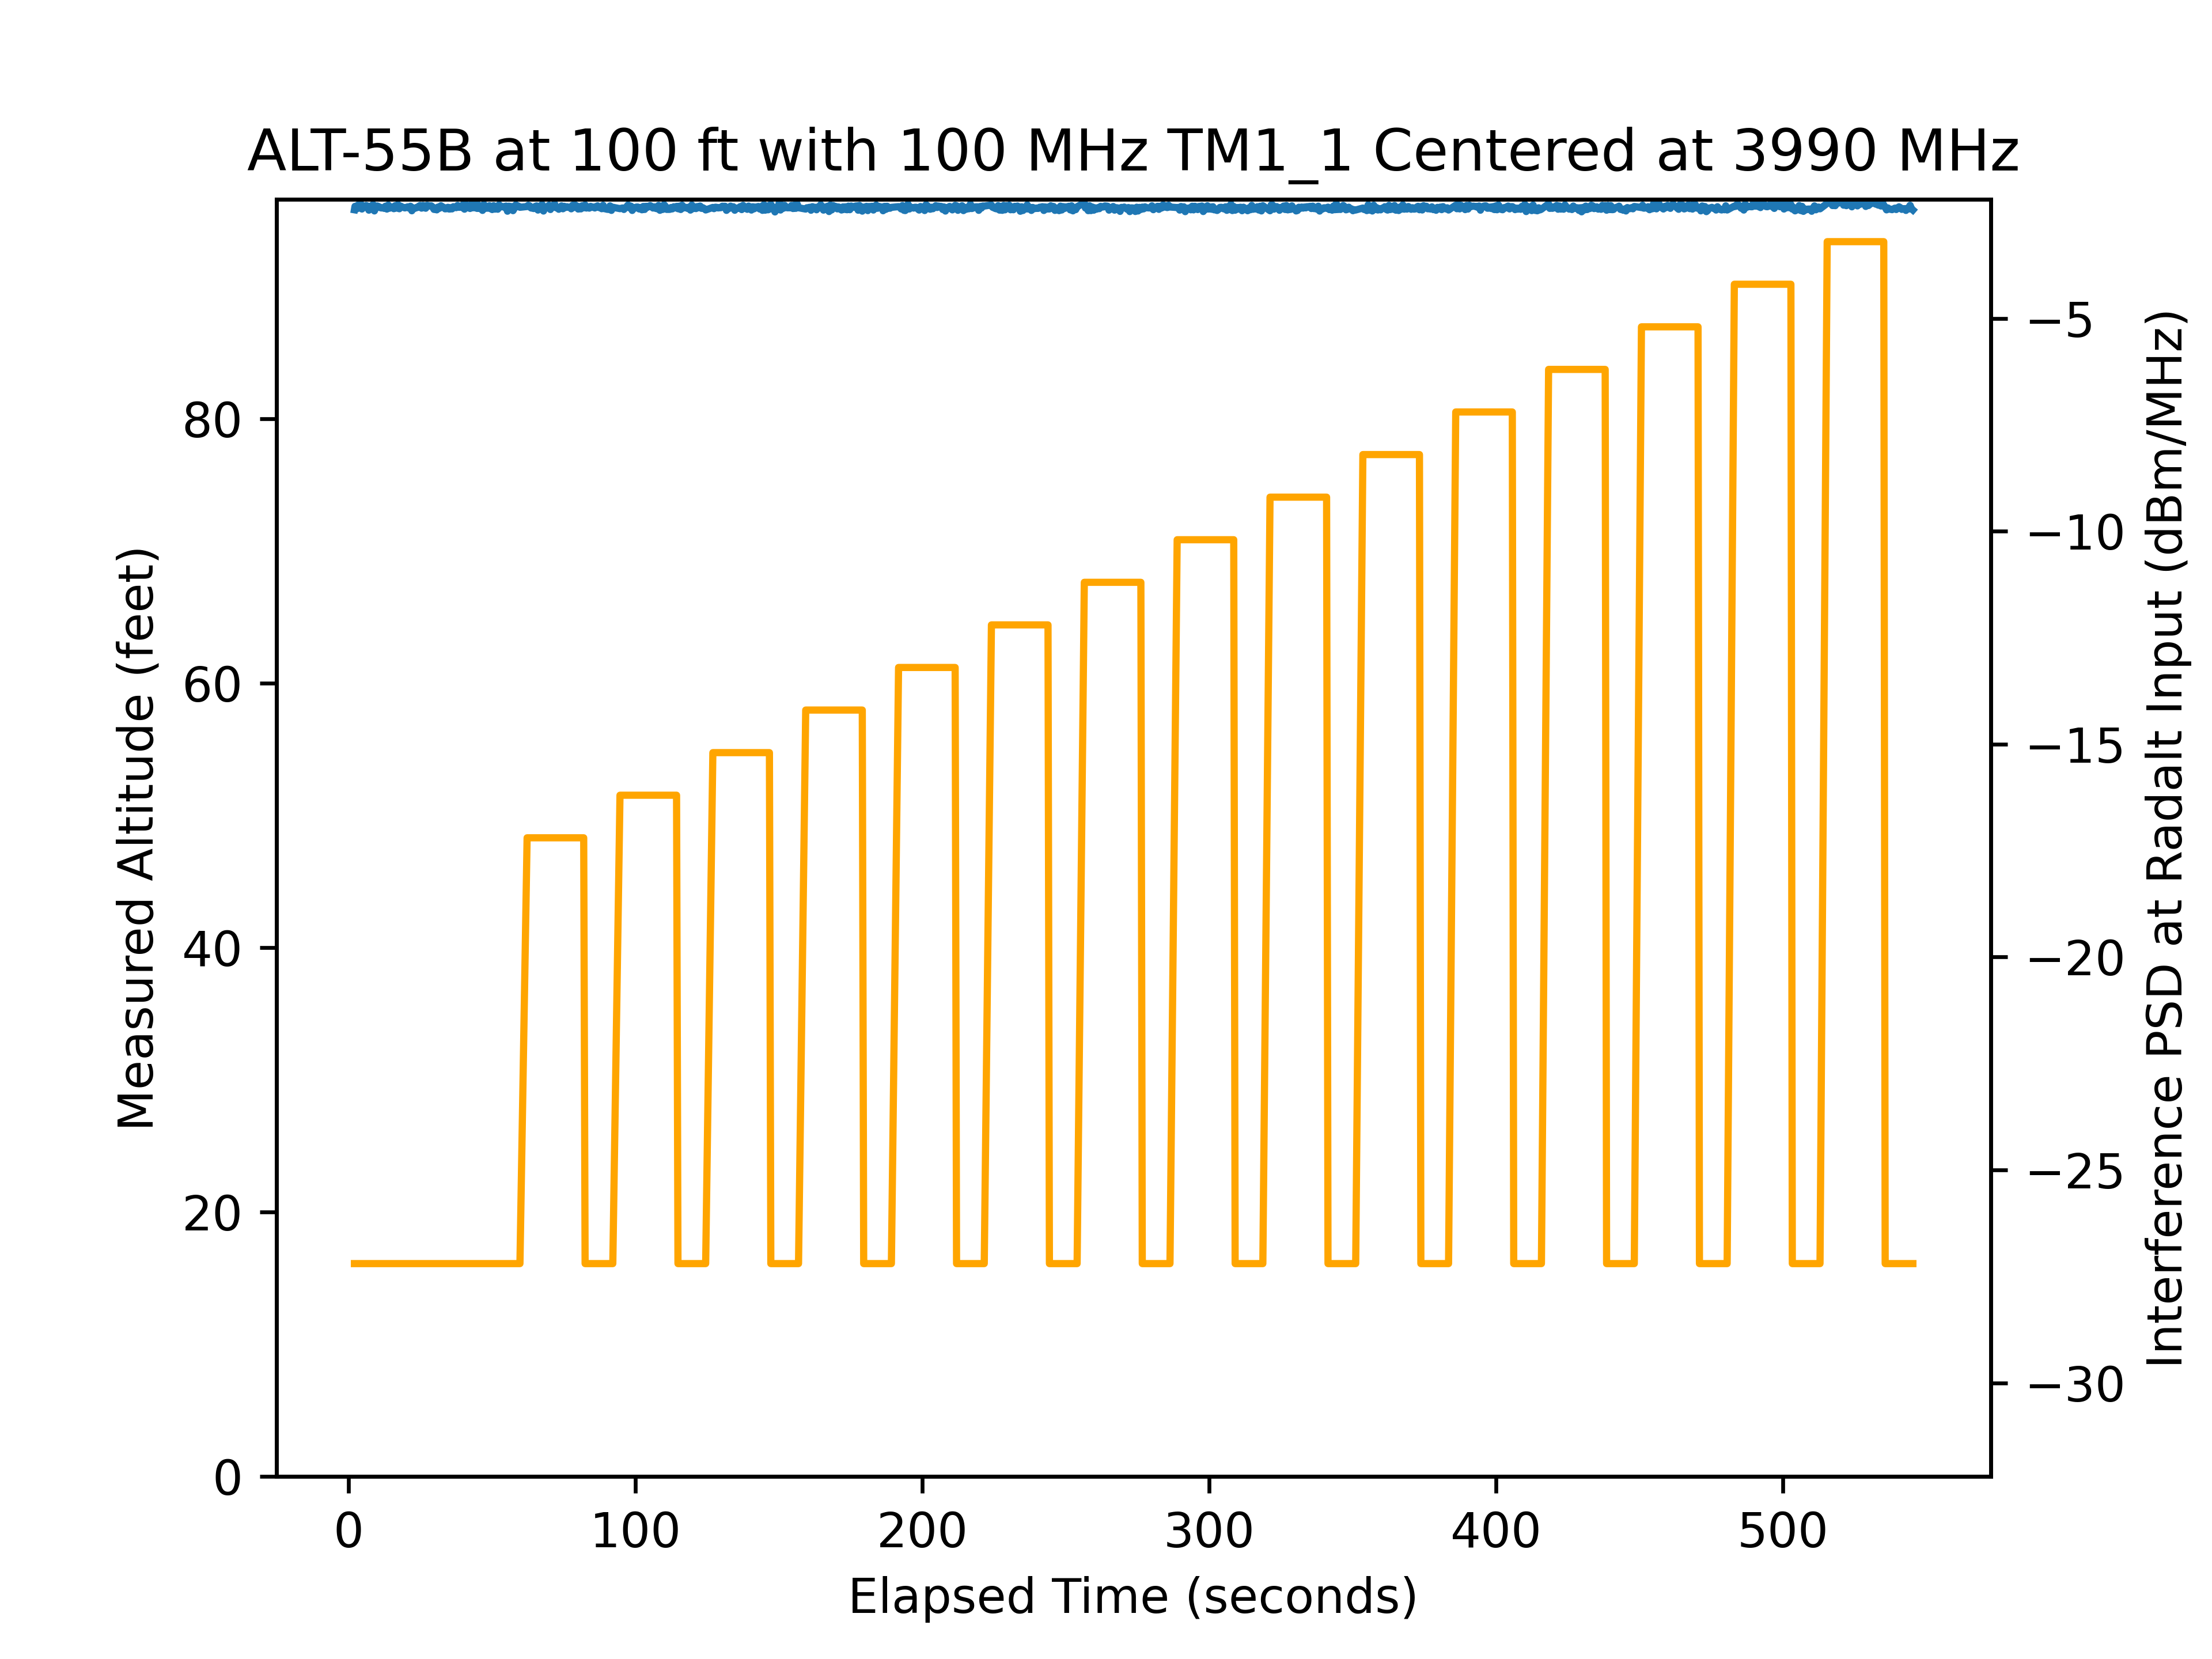 ALT-55B at 100 ft with 100 MHz TM1_1 Centered at 3990 MHz
Measured Altitude (feet)
80
60
40
20
0
0 100 200 300 400 500
Elapsed Time (seconds)
−5
−10
−15
−20
−25
−30
Interference PSD at Radalt Input (dBm/MHz)